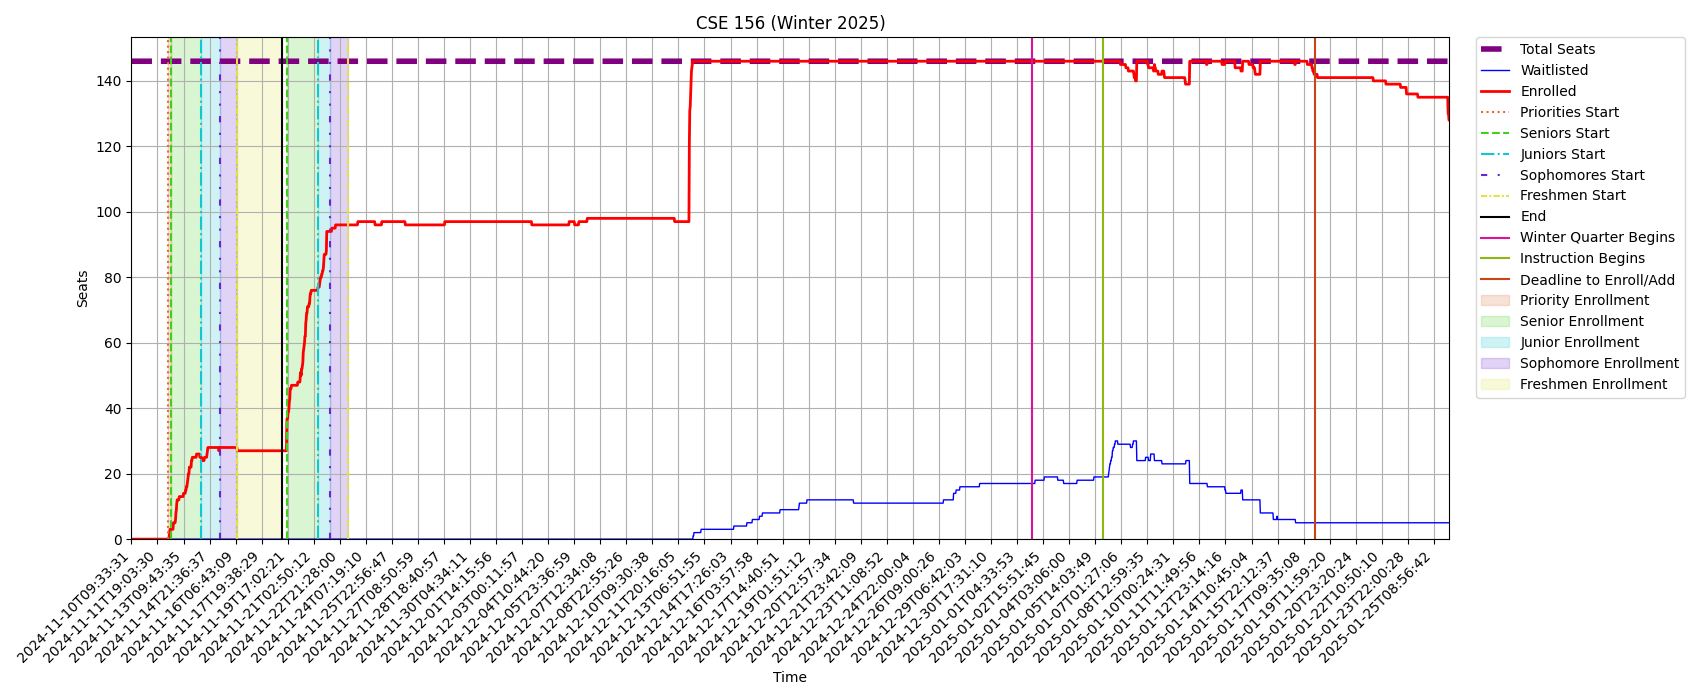 CSE 156 (Winter 2025)
Seats
140
120
100
80
60
40
20
0
2024-11-10T09:33:31
2024-11-11T19:03:30
2024-11-13T09:43:35
2024-11-14T21:36:37
2024-11-16T06:43:09
2024-11-17T19:38:29
2024-11-19T17:02:21
2024-11-21T02:50:12
2024-11-22T21:28:00
2024-11-24T07:19:10
2024-11-25T22:56:47
2024-11-27T08:50:59
2024-11-28T18:40:57
2024-11-30T04:34:11
2024-12-01T14:15:56
2024-12-03T00:11:57
2024-12-04T10:44:20
2024-12-05T23:36:59
2024-12-07T12:34:08
2024-12-08T22:55:26
2024-12-10T09:30:38
2024-12-11T20:16:05
2024-12-13T06:51:55
2024-12-14T17:26:03
2024-12-16T03:57:58
2024-12-17T14:40:51
2024-12-19T01:51:12
2024-12-20T12:57:34
2024-12-21T23:42:09
2024-12-23T11:08:52
2024-12-24T22:00:04
2024-12-26T09:00:26
2024-12-29T06:42:03
2024-12-30T17:31:10
2025-01-01T04:33:53
2025-01-02T15:51:45
2025-01-04T03:06:00
2025-01-05T14:03:49
2025-01-07T01:27:06
2025-01-08T12:59:35
2025-01-10T00:24:31
2025-01-11T11:49:56
2025-01-12T23:14:16
2025-01-14T10:45:04
2025-01-15T22:12:37
2025-01-17T09:35:08
2025-01-19T11:59:20
2025-01-20T23:20:24
2025-01-22T10:50:10
2025-01-23T22:00:28
2025-01-25T08:56:42
Time
Total Seats
Waitlisted
Enrolled
Priorities Start
Seniors Start
Juniors Start
Sophomores Start
Freshmen Start
End
Winter Quarter Begins
Instruction Begins
Deadline to Enroll/Add
Priority Enrollment
Senior Enrollment
Junior Enrollment
Sophomore Enrollment
Freshmen Enrollment